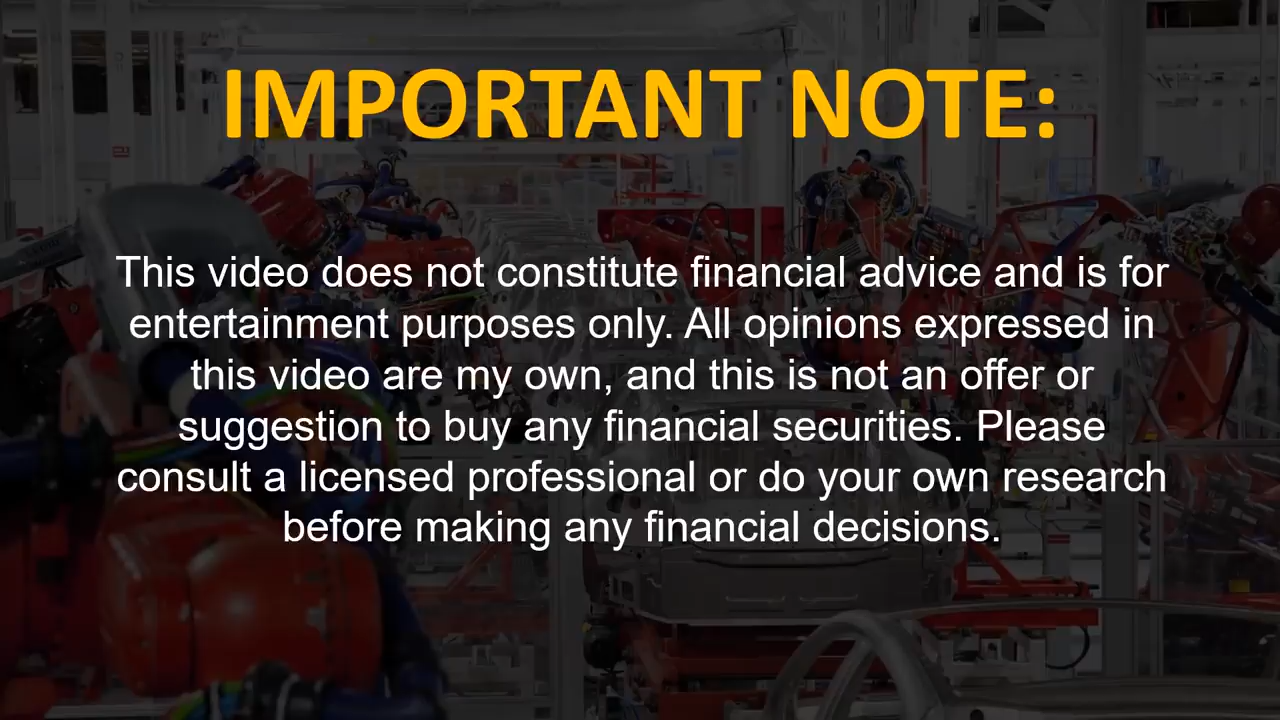 IMPORTANT NOTE:
This video does not constitute financial advice and is for
entertainment purposes only. All opinions expressed in
this video are my own, and this is not an offer or
suggestion to buy any financial securities. Please
consult a licensed professional or do your own research
before making any financial decisions.